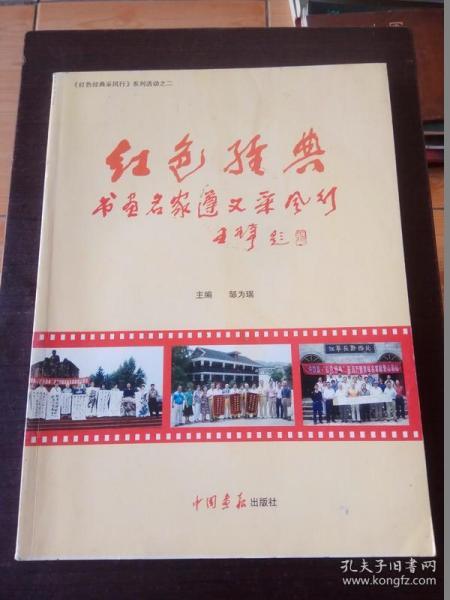 《红色经典采风行》系列活动之二
红色经典
书画名家遵义采风行
王琦题
主编 邹为瑞
中国画报出版社
孔夫子旧书网
www.kongfz.com